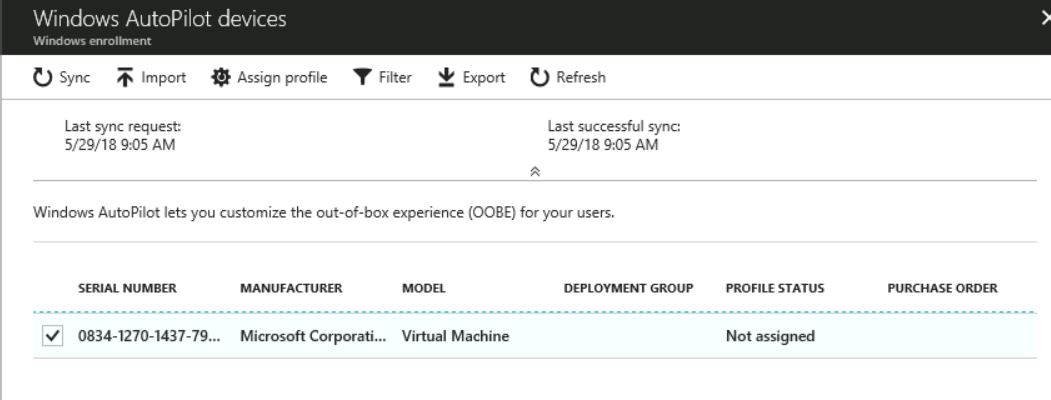 Windows AutoPilot devices
Windows enrollment
Sync Import Assign profile Filter Export Refresh
Last sync request: Last successful sync:
5/29/18 9:05 AM 5/29/18 9:05 AM
Windows AutoPilot lets you customize the out-of-box experience (OOBE) for your users.
SERIAL NUMBER MANUFACTURER MODEL DEPLOYMENT GROUP PROFILE STATUS PURCHASE ORDER
0834-1270-1437-79... Microsoft Corporati... Virtual Machine Not assigned